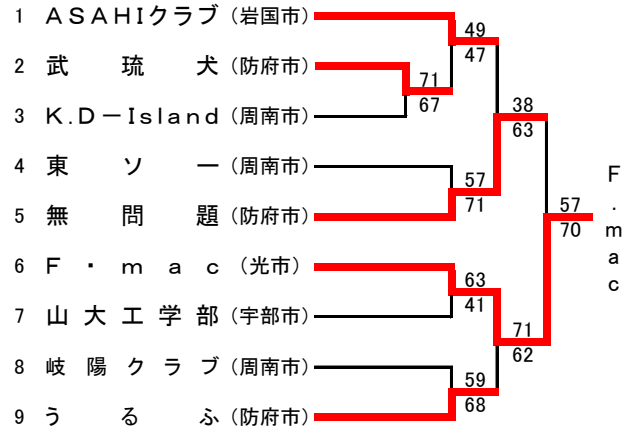 1 ASAHIクラブ (岩国市)
2 武琉犬 (防府市)
3 K.D－Island (周南市)
4 東ソー (周南市)
5 無問題 (防府市)
6 F・mac (光市)
7 山大工学部 (宇部市)
8 岐陽クラブ (周南市)
9 うるふ (防府市)
49
47
71
67
38
63
57
71
57
70
63
41
71
62
59
68
F.mac